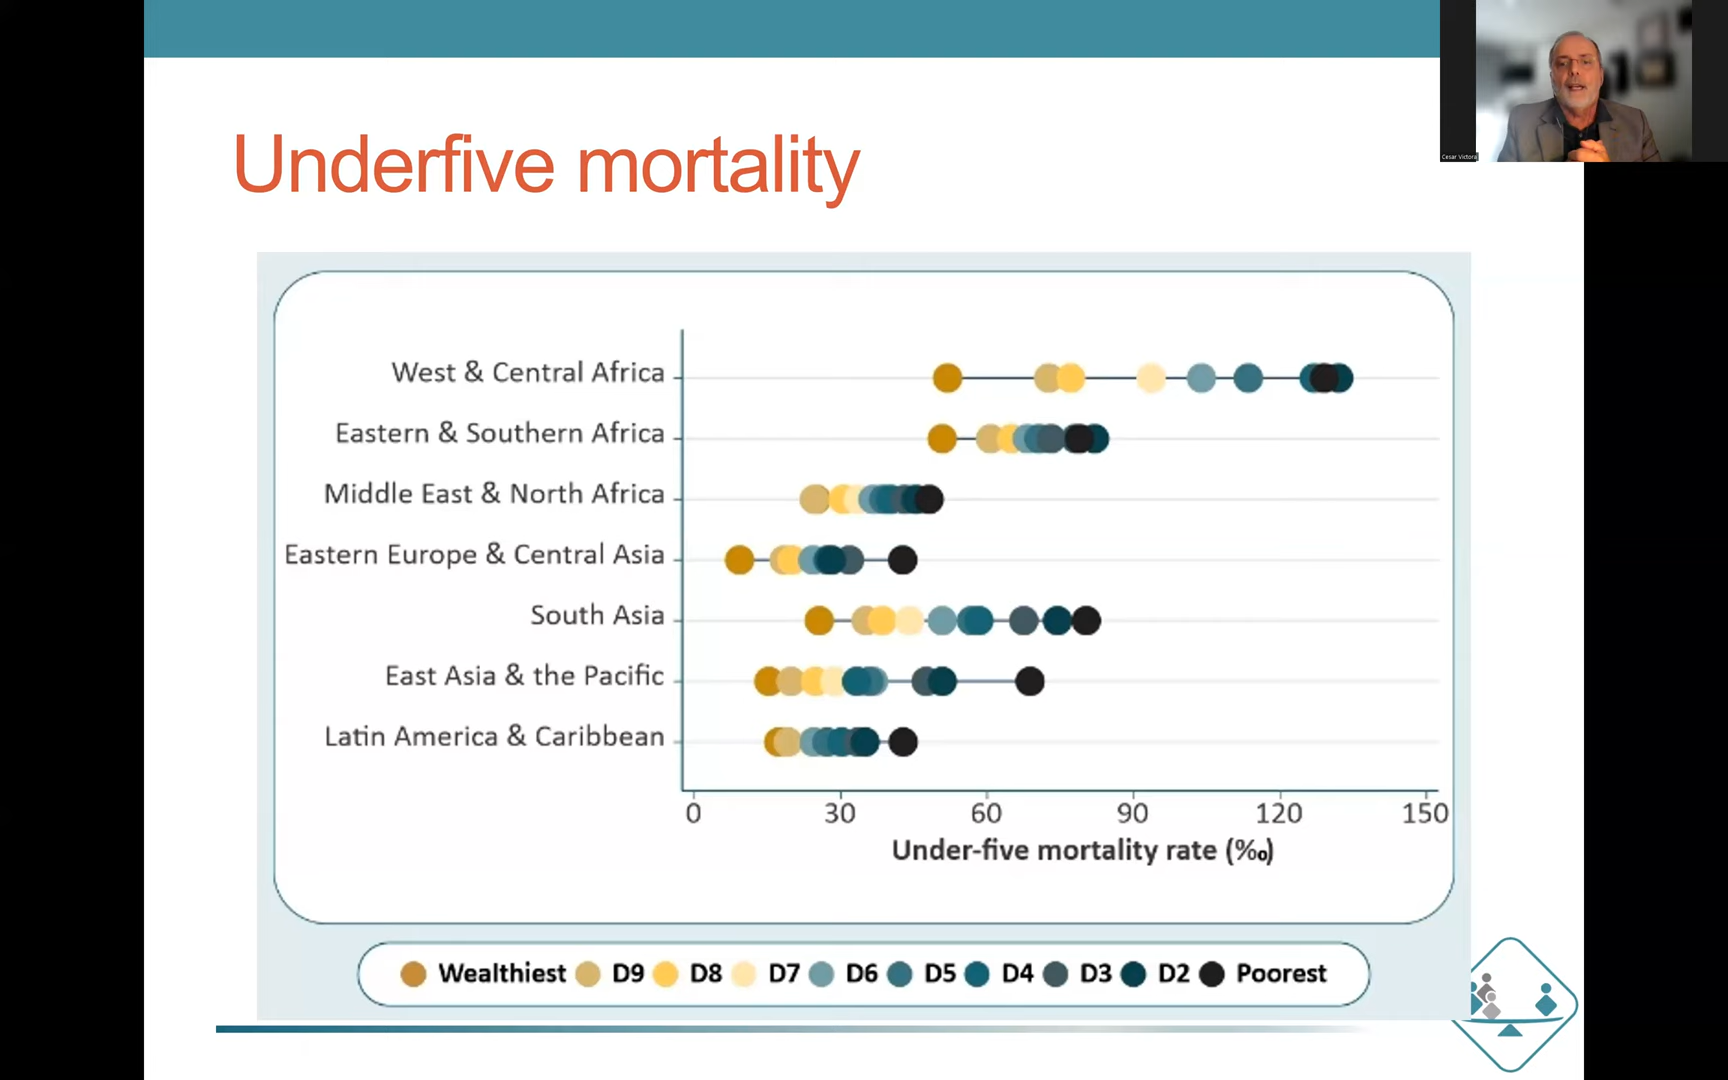 Cesar Victora
Underfive mortality
West & Central Africa
Eastern & Southern Africa
Middle East & North Africa
Eastern Europe & Central Asia
South Asia
East Asia & the Pacific
Latin America & Caribbean
0 30 60 90 120 150
Under-five mortality rate (‰)
Wealthiest D9 D8 D7 D6 D5 D4 D3 D2 Poorest